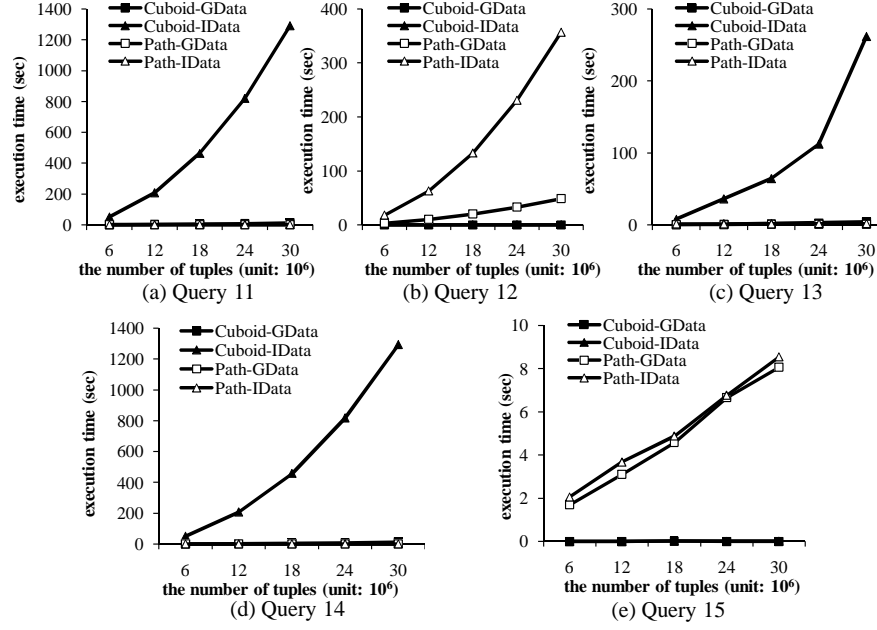 1400
1200
1000
800
600
400
200
0
execution time (sec)
Cuboid-GData
Cuboid-IData
Path-GData
Path-IData
6 12 18 24 30
the number of tuples (unit: 10⁶)
(a) Query 11
400
300
200
100
0
execution time (sec)
Cuboid-GData
Cuboid-IData
Path-GData
Path-IData
6 12 18 24 30
the number of tuples (unit: 10⁶)
(b) Query 12
300
200
100
0
execution time (sec)
Cuboid-GData
Cuboid-IData
Path-GData
Path-IData
6 12 18 24 30
the number of tuples (unit: 10⁶)
(c) Query 13
1400
1200
1000
800
600
400
200
0
execution time (sec)
Cuboid-GData
Cuboid-IData
Path-GData
Path-IData
6 12 18 24 30
the number of tuples (unit: 10⁶)
(d) Query 14
10
8
6
4
2
0
execution time (sec)
Cuboid-GData
Cuboid-IData
Path-GData
Path-IData
6 12 18 24 30
the number of tuples (unit: 10⁶)
(e) Query 15